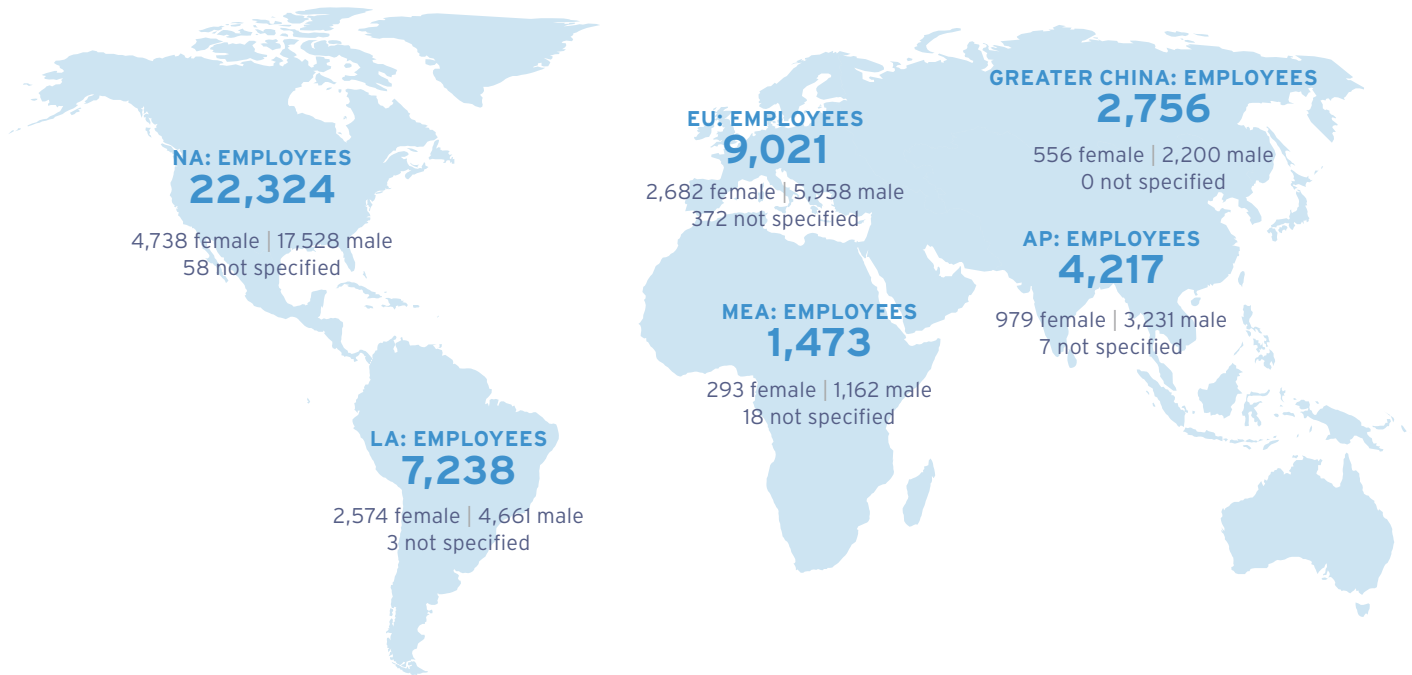 NA: EMPLOYEES
22,324
4,738 female | 17,528 male
58 not specified
LA: EMPLOYEES
7,238
2,574 female | 4,661 male
3 not specified
EU: EMPLOYEES
9,021
2,682 female | 5,958 male
372 not specified
MEA: EMPLOYEES
1,473
293 female | 1,162 male
18 not specified
GREATER CHINA: EMPLOYEES
2,756
556 female | 2,200 male
0 not specified
AP: EMPLOYEES
4,217
979 female | 3,231 male
7 not specified